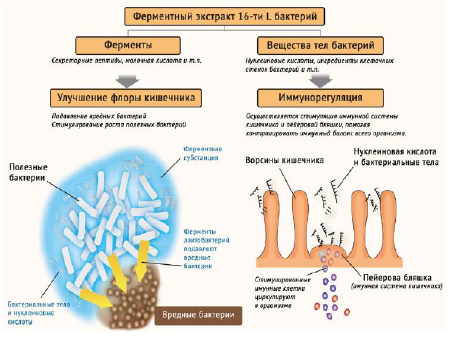 Ферментный экстракт 16-ти L бактерий
Ферменты
Секреторные пептиды, молочная кислота и т.п.
Улучшение флоры кишечника
Подавление вредных бактерий
Стимулирование роста полезных бактерий
Вещества тел бактерий
Нуклеиновые кислоты, ингредиенты клеточных
стенок бактерий и т.п.
Иммунорегуляция
Осуществляется стимуляция иммунной системы
кишечника и пейеровой бляшки, помогая
контролировать иммунный баланс всего организма.
Полезные
бактерии
Ферментная
субстанция
Ферменты
лактобактерий
подавляют
вредные
бактерии
Бактериальные тела
и нуклеиновые
кислоты
Вредные бактерии
Ворсины кишечника
Нуклеиновая кислота
и бактериальные тела
Стимулированные
имунные клетки
циркулируют
в организме
Пейерова бляшка
(имунная система кишечника)